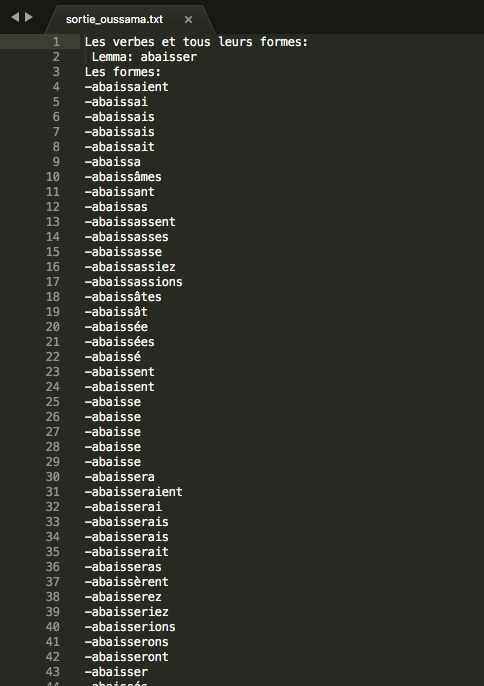 sortie_oussama.txt ×
1 Les verbes et tous leurs formes:
2 Lemma: abaisser
3 Les formes:
4 -abaissaient
5 -abaissai
6 -abaissais
7 -abaissais
8 -abaissait
9 -abaissa
10 -abaissâmes
11 -abaissant
12 -abaissas
13 -abaissassent
14 -abaissasses
15 -abaissasse
16 -abaissassiez
17 -abaissassions
18 -abaissâtes
19 -abaissât
20 -abaissée
21 -abaissées
22 -abaissé
23 -abaissent
24 -abaissent
25 -abaisse
26 -abaisse
27 -abaisse
28 -abaisse
29 -abaisse
30 -abaissera
31 -abaisseraient
32 -abaisserai
33 -abaisserais
34 -abaisserais
35 -abaisserait
36 -abaisseras
37 -abaissèrent
38 -abaisserez
39 -abaisseriez
40 -abaisserions
41 -abaisserons
42 -abaisseront
43 -abaisser
44 -abaissés